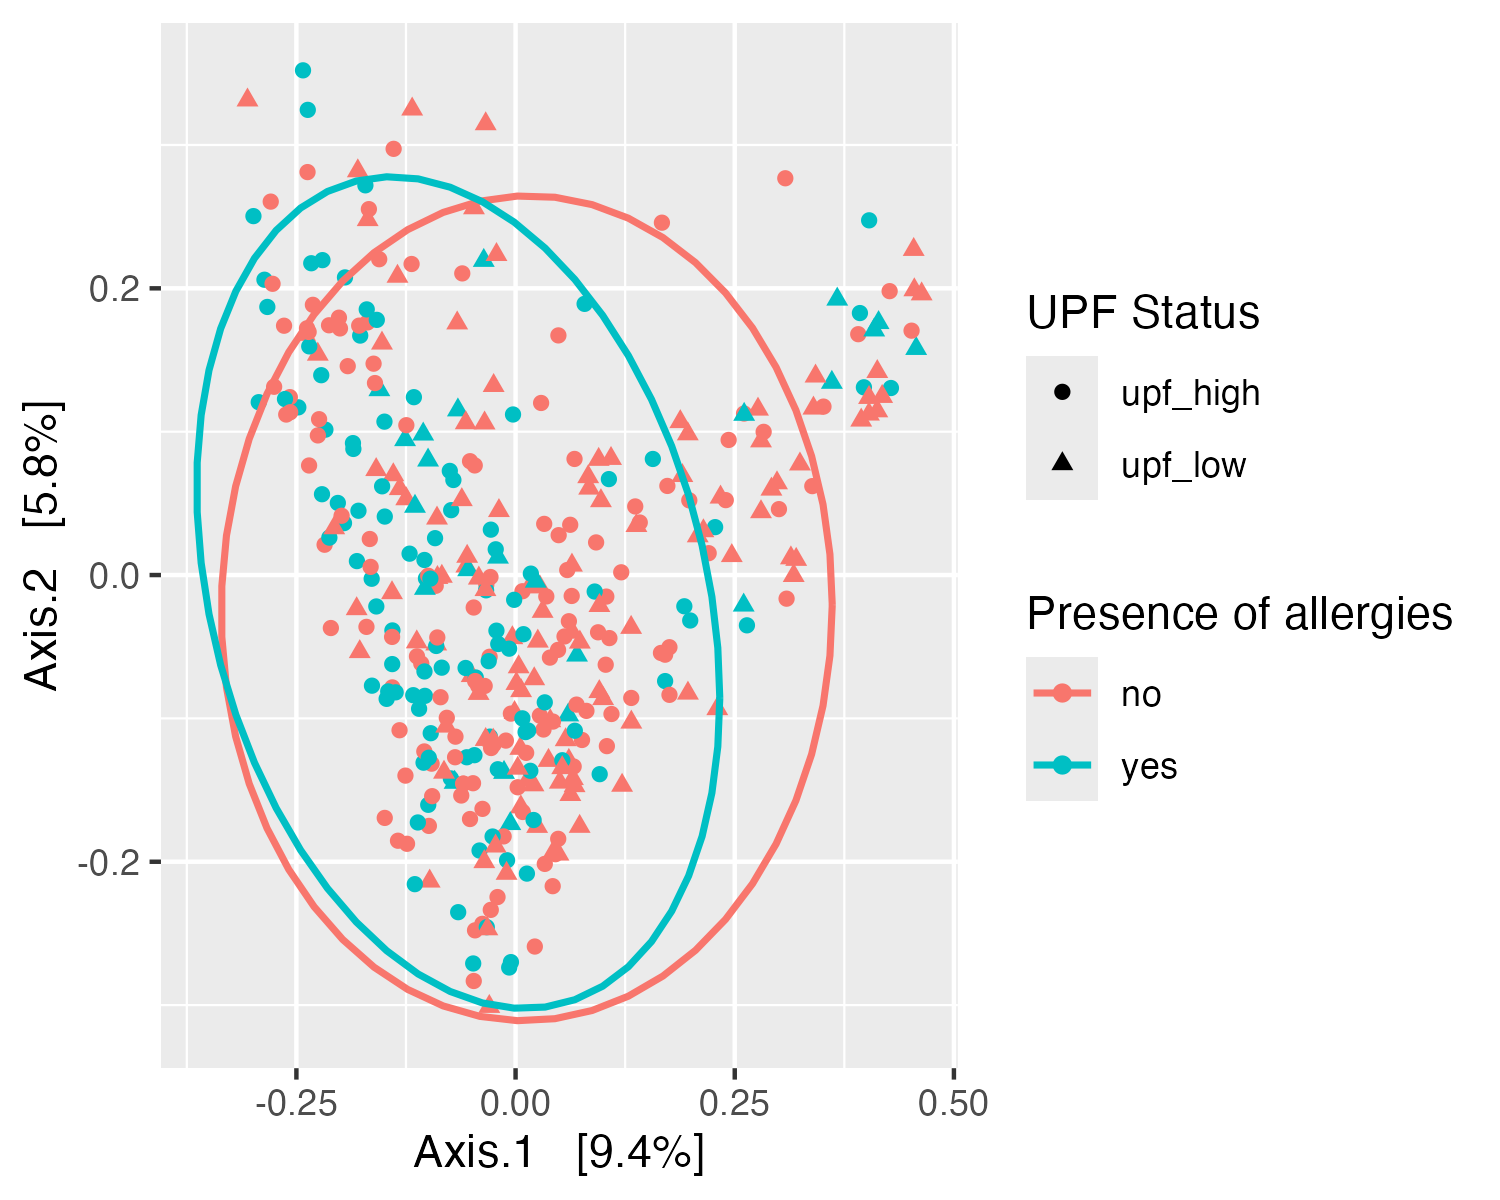 0.2
0.0
-0.2
Axis.2   [5.8%]
-0.25
0.00
0.25
0.50
Axis.1   [9.4%]
UPF Status
upf_high
upf_low
Presence of allergies
no
yes